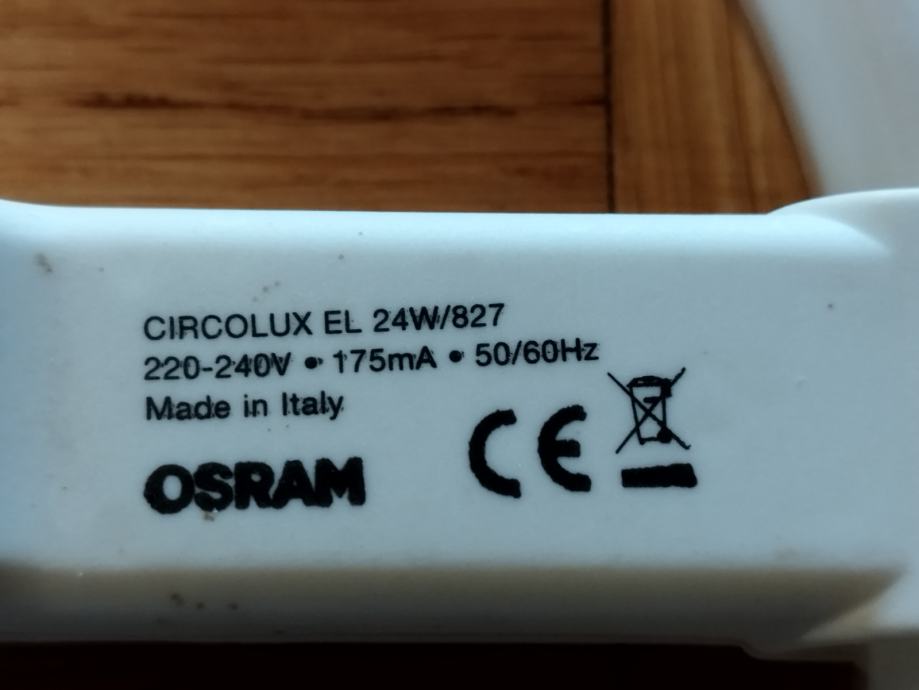 CIRCOLUX EL 24W/827
220-240V • 175mA • 50/60Hz
Made in Italy
OSRAM
CE